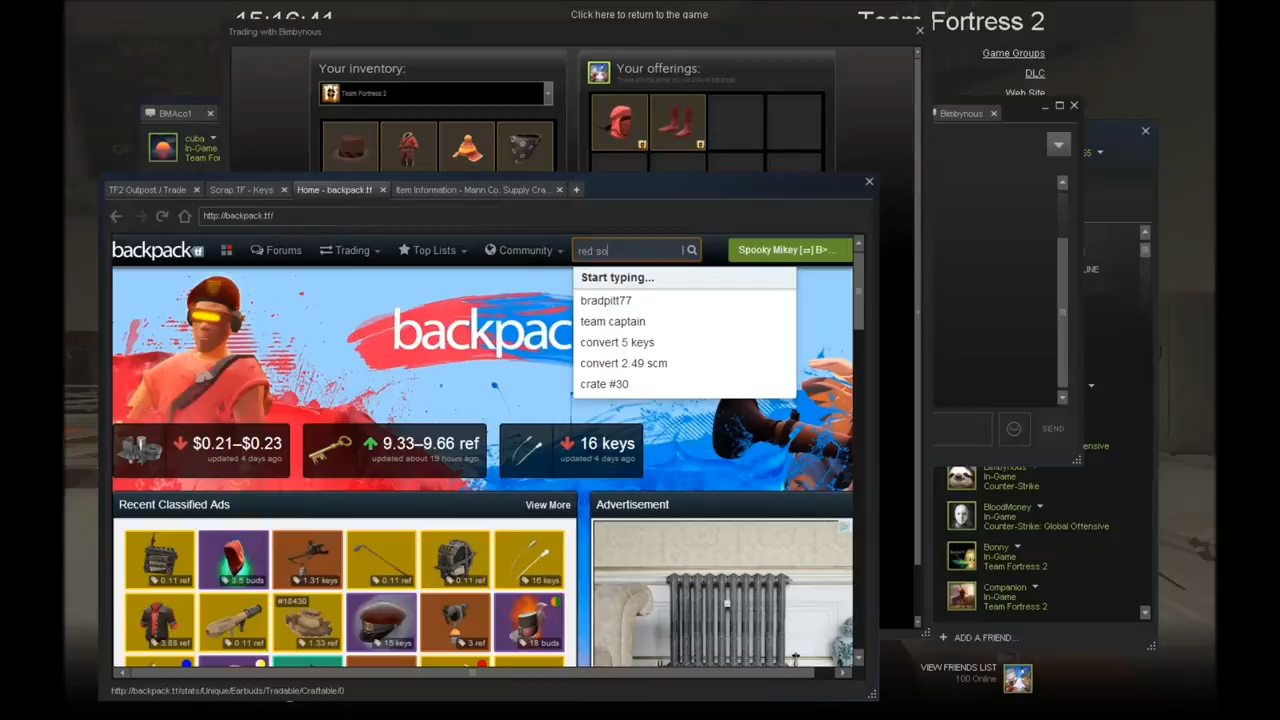 15:16:41
Click here to return to the game
Team Fortress 2
Trading with Bimbynous
Game Groups
DLC
Web Site
Your inventory:
Team Fortress 2
Your offerings:
BMAco1
cuba
In-Game
Team For
Bimbynous
55
TF2 Outpost / Trade
Scrap.TF - Keys
Home - backpack.tf
Item Information - Mann Co. Supply Cra...
http://backpack.tf/
backpack tf
Forums
Trading
Top Lists
Community
red so
Spooky Mikey [⇄] B>...
Start typing...
bradpitt77
team captain
convert 5 keys
convert 2.49 scm
crate #30
backpac
LINE
$0.21–$0.23
updated 4 days ago
9.33–9.66 ref
updated about 19 hours ago
16 keys
updated 4 days ago
SEND
ensive
Recent Classified Ads
View More
Advertisement
0.11 ref
3.5 buds
1.31 keys
0.11 ref
0.11 ref
16 keys
#18430
3.88 ref
0.11 ref
1.33 ref
15 keys
3 ref
18 buds
Bimbynous
In-Game
Counter-Strike
BloodMoney
In-Game
Counter-Strike: Global Offensive
Bonny
In-Game
Team Fortress 2
Companion
In-Game
Team Fortress 2
ADD A FRIEND...
VIEW FRIENDS LIST
100 Online
http://backpack.tf/stats/Unique/Earbuds/Tradable/Craftable/0